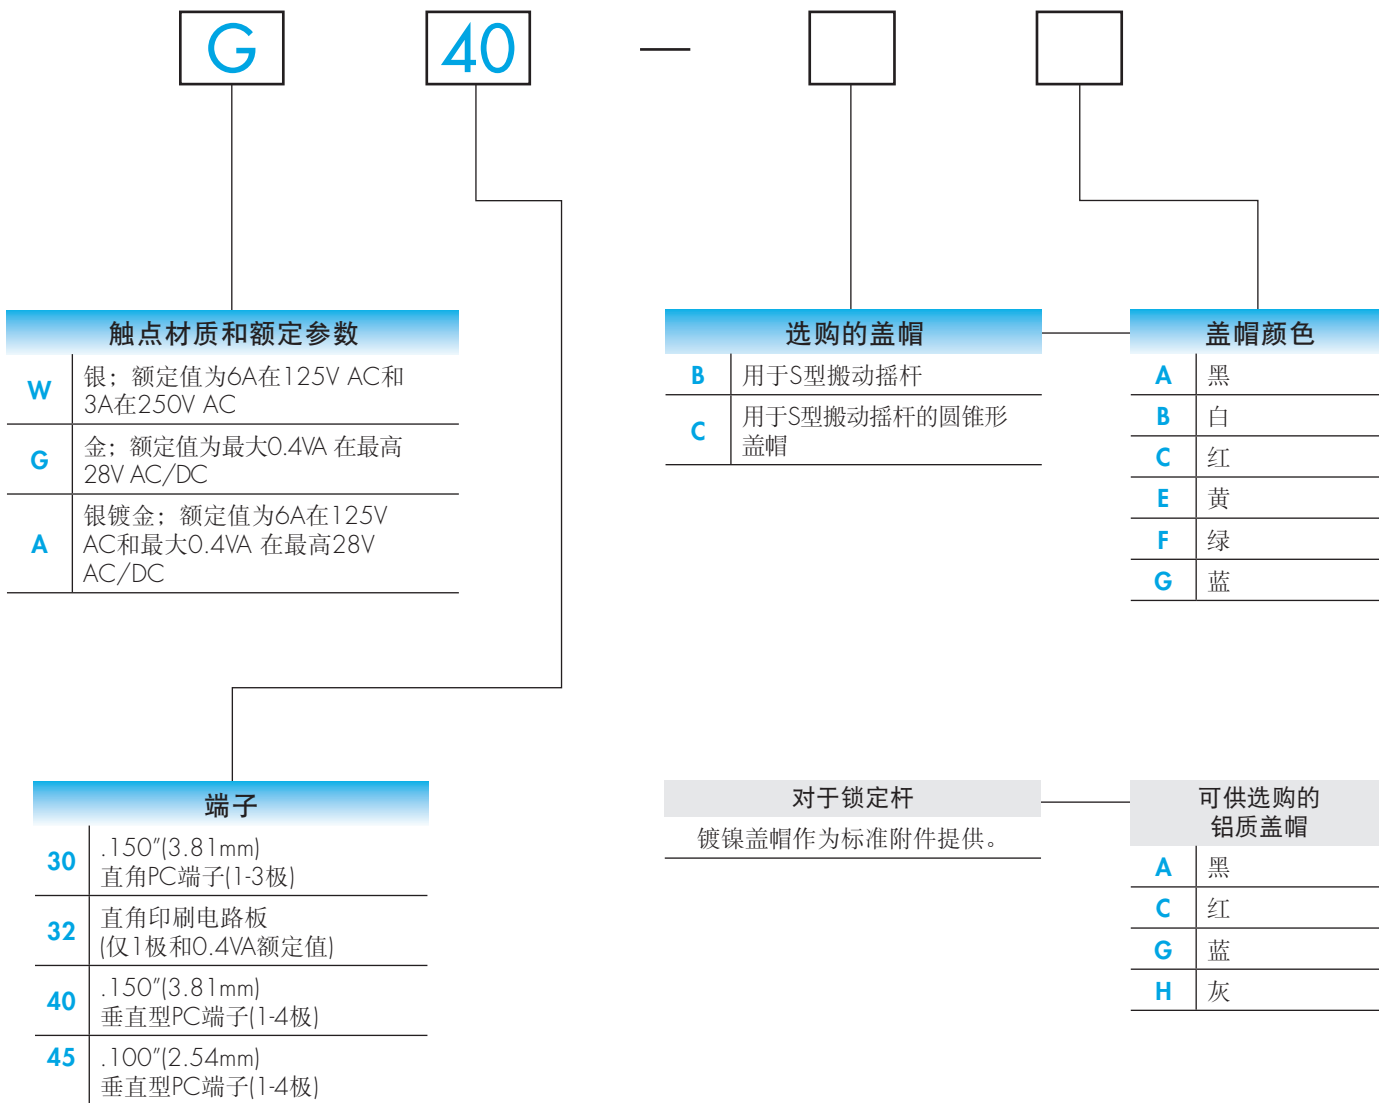 G 40 —
触点材质和额定参数
W 银；额定值为6A在125V AC和
3A在250V AC
G 金；额定值为最大0.4VA 在最高
28V AC/DC
A 银镀金；额定值为6A在125V
AC和最大0.4VA 在最高28V
AC/DC
选购的盖帽
B 用于S型搬动摇杆
C 用于S型搬动摇杆的圆锥形
盖帽
盖帽颜色
A 黑
B 白
C 红
E 黄
F 绿
G 蓝
端子
30 .150"(3.81mm)
直角PC端子(1-3极)
32 直角印刷电路板
(仅1极和0.4VA额定值)
40 .150"(3.81mm)
垂直型PC端子(1-4极)
45 .100"(2.54mm)
垂直型PC端子(1-4极)
对于锁定杆
镀镍盖帽作为标准附件提供。
可供选购的
铝质盖帽
A 黑
C 红
G 蓝
H 灰